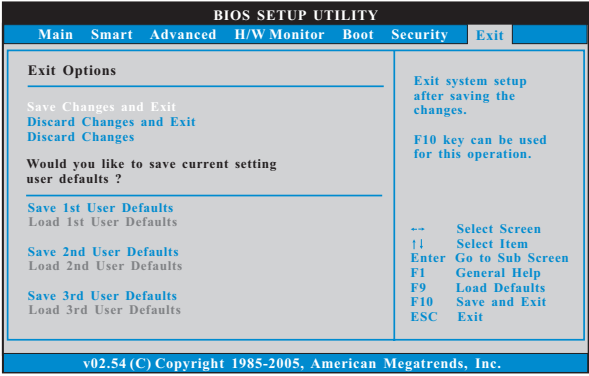 BIOS SETUP UTILITY
Main Smart Advanced H/W Monitor Boot Security Exit
Exit Options
Save Changes and Exit
Discard Changes and Exit
Discard Changes
Would you like to save current setting
user defaults ?
Save 1st User Defaults
Load 1st User Defaults
Save 2nd User Defaults
Load 2nd User Defaults
Save 3rd User Defaults
Load 3rd User Defaults
Exit system setup
after saving the
changes.
F10 key can be used
for this operation.
←→ Select Screen
↑↓ Select Item
Enter Go to Sub Screen
F1 General Help
F9 Load Defaults
F10 Save and Exit
ESC Exit
v02.54 (C) Copyright 1985-2005, American Megatrends, Inc.